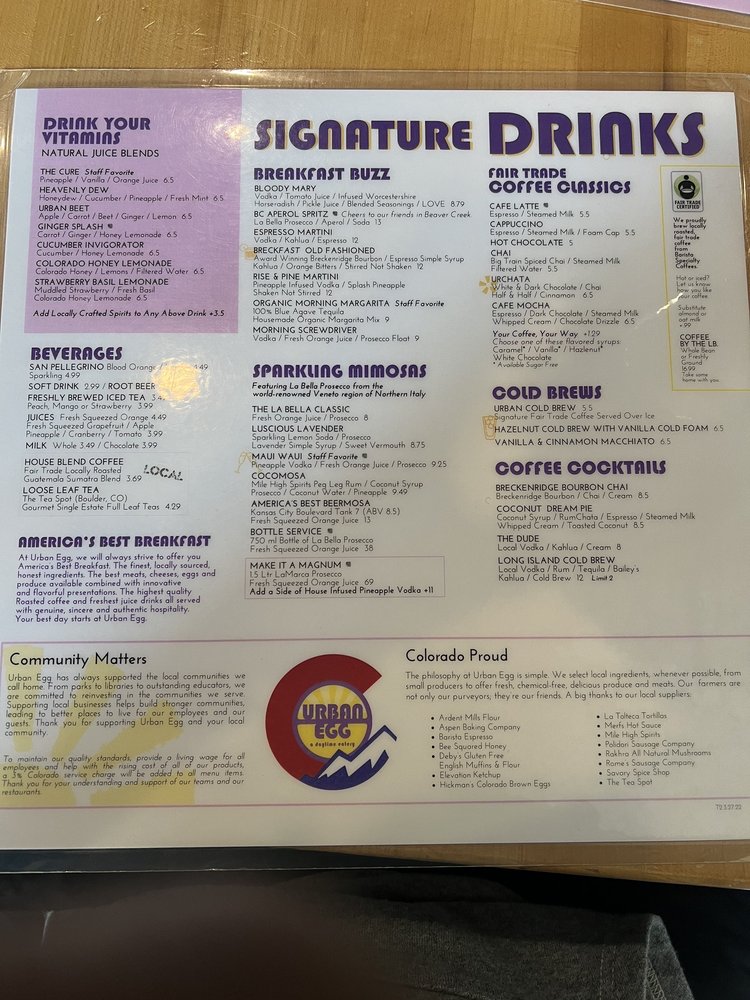 SIGNATURE DRINKS
DRINK YOUR
VITAMINS
NATURAL JUICE BLENDS
THE CURE Staff Favorite
Pineapple / Vanilla / Orange Juice 6.5
HEAVENLY DEW
Honeydew / Cucumber / Pineapple / Fresh Mint 6.5
URBAN BEET
Apple / Carrot / Beet / Ginger / Lemon 6.5
GINGER SPLASH
Carrot / Ginger / Honey Lemonade 6.5
CUCUMBER INVIGORATOR
Cucumber / Honey Lemonade 6.5
COLORADO HONEY LEMONADE
Colorado Honey / Lemons / Filtered Water 6.5
STRAWBERRY BASIL LEMONADE
Muddled Strawberry / Fresh Basil
Colorado Honey Lemonade 6.5
Add Locally Crafted Spirits to Any Above Drink +3.5
BEVERAGES
SAN PELLEGRINO Blood Orange / 4.49
Sparkling 4.99
SOFT DRINK 2.99 / ROOT BEER
FRESHLY BREWED ICED TEA
Peach, Mango or Strawberry 3.99
JUICES Fresh Squeezed Orange 4.49
Fresh Squeezed Grapefruit / Apple
Pineapple / Cranberry / Tomato 3.99
MILK Whole 3.49 / Chocolate 3.99
HOUSE BLEND COFFEE
Fair Trade Locally Roasted
Guatemala Sumatra Blend 3.69
LOCAL
LOOSE LEAF TEA
The Tea Spot (Boulder, CO)
Gourmet Single Estate Full Leaf Teas 4.29
AMERICA'S BEST BREAKFAST
At Urban Egg, we will always strive to offer you
America's Best Breakfast. The finest, locally sourced,
honest ingredients. The best meats, cheeses, eggs and
produce available combined with innovative
and flavorful presentations. The highest quality
Roasted coffee and freshest juice drinks all served
with genuine, sincere and authentic hospitality.
Your best day starts at Urban Egg.
BREAKFAST BUZZ
BLOODY MARY
Vodka / Tomato Juice / Infused Worcestershire
Horseradish / Pickle Juice / Blended Seasonings / LOVE 8.79
BC APEROL SPRITZ Cheers to our friends in Beaver Creek
La Bella Prosecco / Aperol / Soda 13
ESPRESSO MARTINI
Vodka / Kahlua / Espresso 12
BRECKFAST OLD FASHIONED
Award Winning Breckenridge Bourbon / Espresso Simple Syrup
Kahlua / Orange Bitters / Stirred Not Shaken 12
RISE & PINE MARTINI
Pineapple Infused Vodka / Splash Pineapple
Shaken Not Stirred 12
ORGANIC MORNING MARGARITA Staff Favorite
100% Blue Agave Tequila
Housemade Organic Margarita Mix 9
MORNING SCREWDRIVER
Vodka / Fresh Orange Juice / Prosecco Float 9
SPARKLING MIMOSAS
Featuring La Bella Prosecco from the
world-renowned Veneto region of Northern Italy
THE LA BELLA CLASSIC
Fresh Orange Juice / Prosecco 8
LUSCIOUS LAVENDER
Sparkling Lemon Soda / Prosecco
Lavender Simple Syrup / Sweet Vermouth 8.75
MAUI WAUI Staff Favorite
Pineapple Vodka / Fresh Orange Juice / Prosecco 9.25
COCOMOSA
Mile High Spirits Peg Leg Rum / Coconut Syrup
Prosecco / Coconut Water / Pineapple 9.49
AMERICA'S BEST BEERMOSA
Kansas City Boulevard Tank 7 (ABV 8.5)
Fresh Squeezed Orange Juice 13
BOTTLE SERVICE
750 ml Bottle of La Bella Prosecco
Fresh Squeezed Orange Juice 38
MAKE IT A MAGNUM
1.5 Ltr LaMarca Prosecco
Fresh Squeezed Orange Juice 69
Add a Side of House Infused Pineapple Vodka +11
FAIR TRADE
COFFEE CLASSICS
CAFE LATTE
Espresso / Steamed Milk 5.5
CAPPUCCINO
Espresso / Steamed Milk / Foam Cap 5.5
HOT CHOCOLATE 5
CHAI
Big Train Spiced Chai / Steamed Milk
Filtered Water 5.5
URCHATA
White & Dark Chocolate / Chai
Half & Half / Cinnamon 6.5
CAFE MOCHA
Espresso / Dark Chocolate / Steamed Milk
Whipped Cream / Chocolate Drizzle 6.5
Your Coffee, Your Way +1.29
Choose one of these flavored syrups:
Caramel* / Vanilla* / Hazlenut*
White Chocolate
* Available Sugar Free
FAIR TRADE
CERTIFIED
We proudly
brew locally
roasted,
fair trade
coffee
from
Barista
Specialty
Coffees.
Hot or iced?
Let us know
how you like
your coffee.
Substitute
almond or
oat milk
+.99
COFFEE
BY THE LB.
Whole Bean
or Freshly
Ground
16.99
Take some
home with you.
COLD BREWS
URBAN COLD BREW 5.5
Signature Fair Trade Coffee Served Over Ice
HAZELNUT COLD BREW WITH VANILLA COLD FOAM 6.5
VANILLA & CINNAMON MACCHIATO 6.5
COFFEE COCKTAILS
BRECKENRIDGE BOURBON CHAI
Breckenridge Bourbon / Chai / Cream 8.5
COCONUT DREAM PIE
Coconut Syrup / RumChata / Espresso / Steamed Milk
Whipped Cream / Toasted Coconut 8.5
THE DUDE
Local Vodka / Kahlua / Cream 8
LONG ISLAND COLD BREW
Local Vodka / Rum / Tequila / Bailey's
Kahlua / Cold Brew 12 Limit 2
Community Matters
Urban Egg has always supported the local communities we
call home. From parks to libraries to outstanding educators, we
are committed to reinvesting in the communities we serve.
Supporting local businesses helps build stronger communities,
leading to better places to live for our employees and our
guests. Thank you for supporting Urban Egg and your local
community.
To maintain our quality standards, provide a living wage for all
employees and help with the rising cost of all of our products,
a 3% Colorado service charge will be added to all menu items.
Thank you for your understanding and support of our teams and our
restaurants.
URBAN
EGG
a daytime eatery
Colorado Proud
The philosophy at Urban Egg is simple. We select local ingredients, whenever possible, from
small producers to offer fresh, chemical-free, delicious produce and meats. Our farmers are
not only our purveyors; they're our friends. A big thanks to our local suppliers:
• Ardent Mills Flour
• Aspen Baking Company
• Barista Espresso
• Bee Squared Honey
• Deby's Gluten Free
English Muffins & Flour
• Elevation Ketchup
• Hickman's Colorado Brown Eggs
• La Tolteca Tortillas
• Merfs Hot Sauce
• Mile High Spirits
• Polidori Sausage Company
• Rakhra All Natural Mushrooms
• Rome's Sausage Company
• Savory Spice Shop
• The Tea Spot
T2.3.27.22